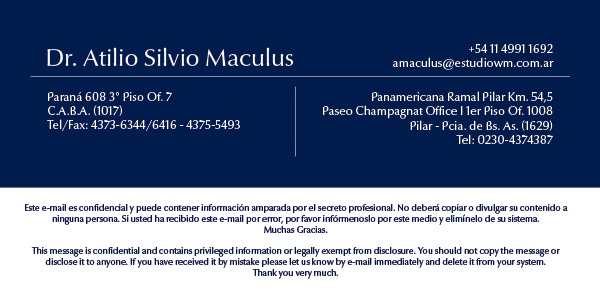 Dr. Atilio Silvio Maculus
+54 11 4991 1692
amaculus@estudiowm.com.ar
Paraná 608 3° Piso Of. 7
C.A.B.A. (1017)
Tel/Fax: 4373-6344/6416 - 4375-5493
Panamericana Ramal Pilar Km. 54,5
Paseo Champagnat Office I 1er Piso Of. 1008
Pilar - Pcia. de Bs. As. (1629)
Tel: 0230-4374387
Este e-mail es confidencial y puede contener información amparada por el secreto profesional. No deberá copiar o divulgar su contenido a
ninguna persona. Si usted ha recibido este e-mail por error, por favor infórmenoslo por este medio y elimínelo de su sistema.
Muchas Gracias.
This message is confidential and contains privileged information or legally exempt from disclosure. You should not copy the message or
disclose it to anyone. If you have received it by mistake please let us know by e-mail immediately and delete it from your system.
Thank you very much.